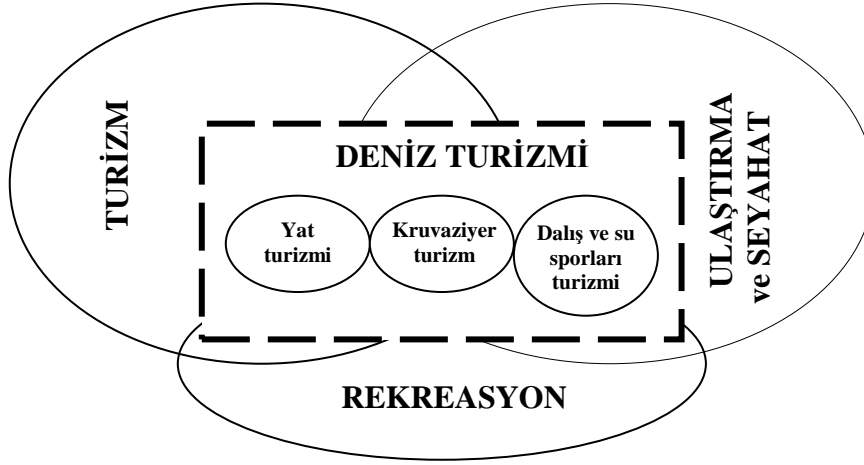 TURİZM
DENİZ TURİZMİ
Yat
turizmi
Kruvaziyer
turizm
Dalış ve su
sporları
turizmi
ULAŞTIRMA
ve SEYAHAT
REKREASYON